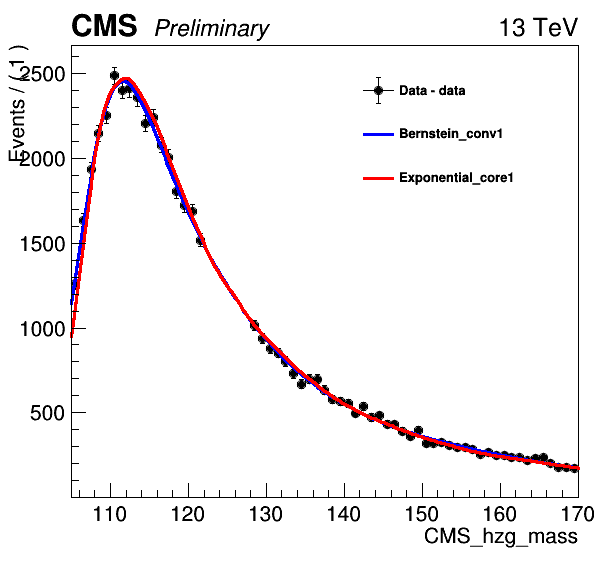 CMS Preliminary 13 TeV
Events / ( 1 )
2500
2000
1500
1000
500
Data - data
Bernstein_conv1
Exponential_core1
110 120 130 140 150 160 170
CMS_hzg_mass